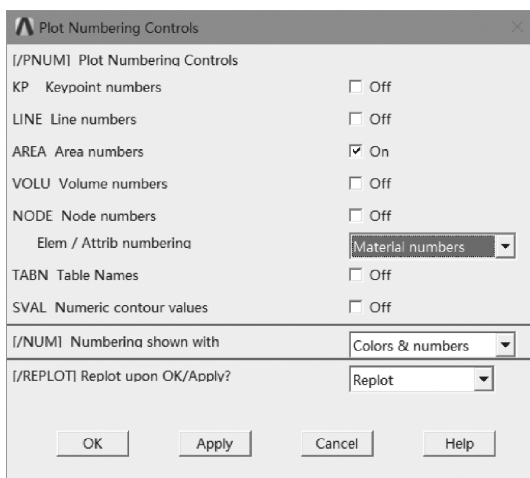 Plot Numbering Controls
[/PNUM] Plot Numbering Controls
KP Keypoint numbers Off
LINE Line numbers Off
AREA Area numbers On
VOLU Volume numbers Off
NODE Node numbers Off
Elem / Attrib numbering Material numbers
TABN Table Names Off
SVAL Numeric contour values Off
[/NUM] Numbering shown with Colors & numbers
[/REPLOT] Replot upon OK/Apply? Replot
OK Apply Cancel Help